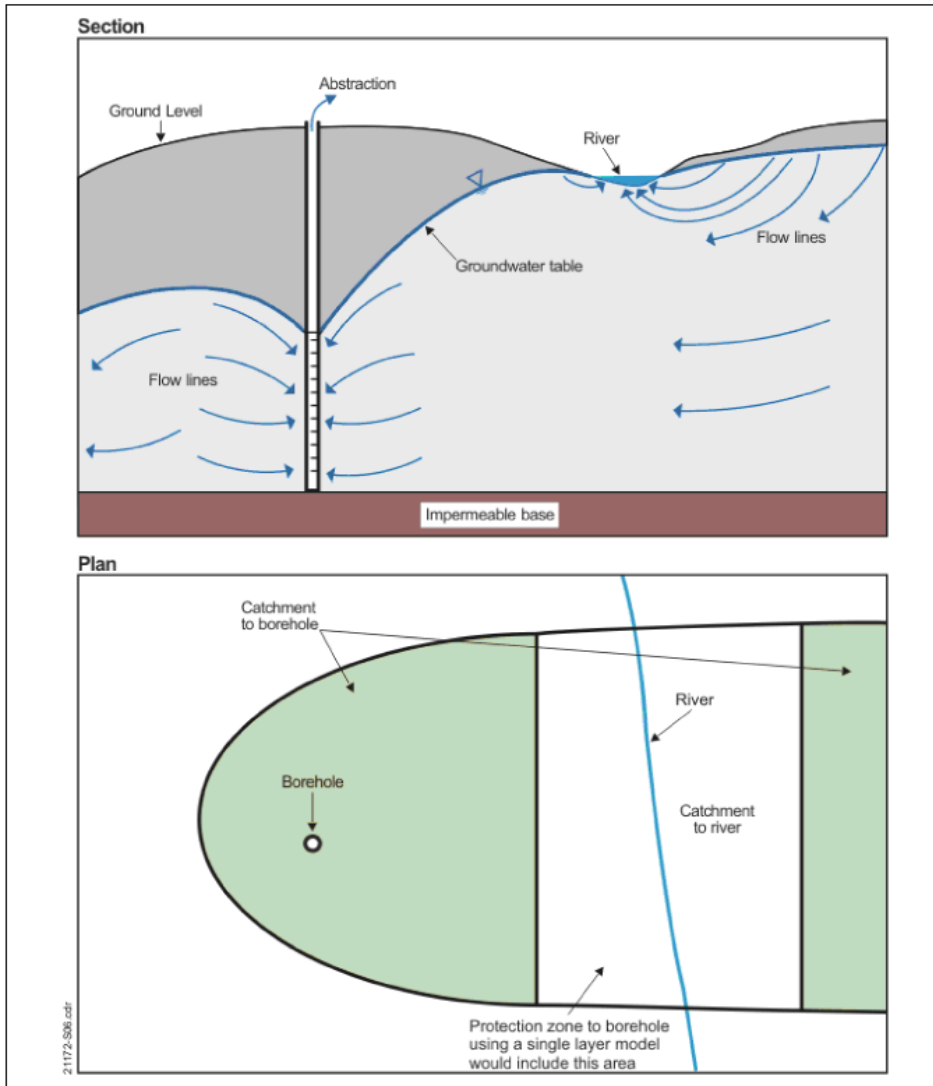 Section
Abstraction
Ground Level
River
Flow lines
Groundwater table
Flow lines
Impermeable base
Plan
Catchment
to borehole
River
Borehole
Catchment
to river
Protection zone to borehole
using a single layer model
would include this area
21172-S06.cdr